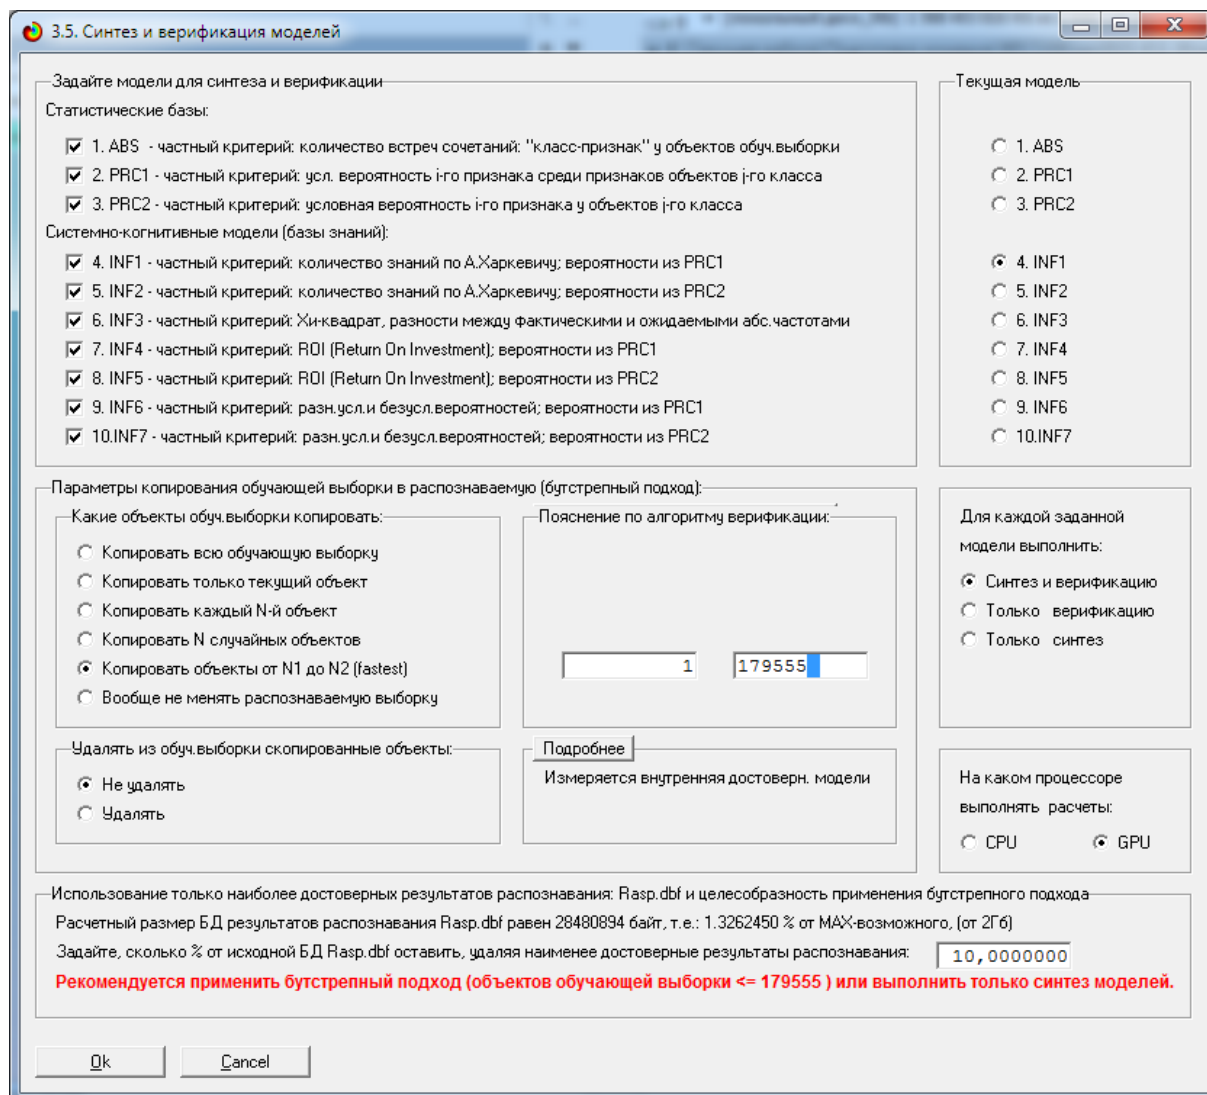 3.5. Синтез и верификация моделей
Задайте модели для синтеза и верификации
Статистические базы:
1. ABS - частный критерий: количество встреч сочетаний: "класс-признак" у объектов обуч.выборки
2. PRC1 - частный критерий: усл. вероятность i-го признака среди признаков объектов j-го класса
3. PRC2 - частный критерий: условная вероятность i-го признака у объектов j-го класса
Системно-когнитивные модели (базы знаний):
4. INF1 - частный критерий: количество знаний по А.Харкевичу; вероятности из PRC1
5. INF2 - частный критерий: количество знаний по А.Харкевичу; вероятности из PRC2
6. INF3 - частный критерий: Хи-квадрат, разности между фактическими и ожидаемыми абс.частотами
7. INF4 - частный критерий: ROI (Return On Investment); вероятности из PRC1
8. INF5 - частный критерий: ROI (Return On Investment); вероятности из PRC2
9. INF6 - частный критерий: разн.усл.и безусл.вероятностей; вероятности из PRC1
10.INF7 - частный критерий: разн.усл.и безусл.вероятностей; вероятности из PRC2
Текущая модель
1. ABS
2. PRC1
3. PRC2
4. INF1
5. INF2
6. INF3
7. INF4
8. INF5
9. INF6
10.INF7
Параметры копирования обучающей выборки в распознаваемую (бутстрепный подход):
Какие объекты обуч.выборки копировать:
Копировать всю обучающую выборку
Копировать только текущий объект
Копировать каждый N-й объект
Копировать N случайных объектов
Копировать объекты от N1 до N2 (fastest)
Вообще не менять распознаваемую выборку
Пояснение по алгоритму верификации:
1 179555
Удалять из обуч.выборки скопированные объекты:
Не удалять
Удалять
Подробнее
Измеряется внутренняя достоверн. модели
Для каждой заданной
модели выполнить:
Синтез и верификацию
Только верификацию
Только синтез
На каком процессоре
выполнять расчеты:
CPU GPU
Использование только наиболее достоверных результатов распознавания: Rasp.dbf и целесобразность применения бутстрепного подхода
Расчетный размер БД результатов распознавания Rasp.dbf равен 28480894 байт, т.е.: 1.3262450 % от MAX-возможного, (от 2Гб)
Задайте, сколько % от исходной БД Rasp.dbf оставить, удаляя наименее достоверные результаты распознавания: 10,0000000
Рекомендуется применить бутстрепный подход (объектов обучающей выборки <= 179555 ) или выполнить только синтез моделей.
Ok Cancel